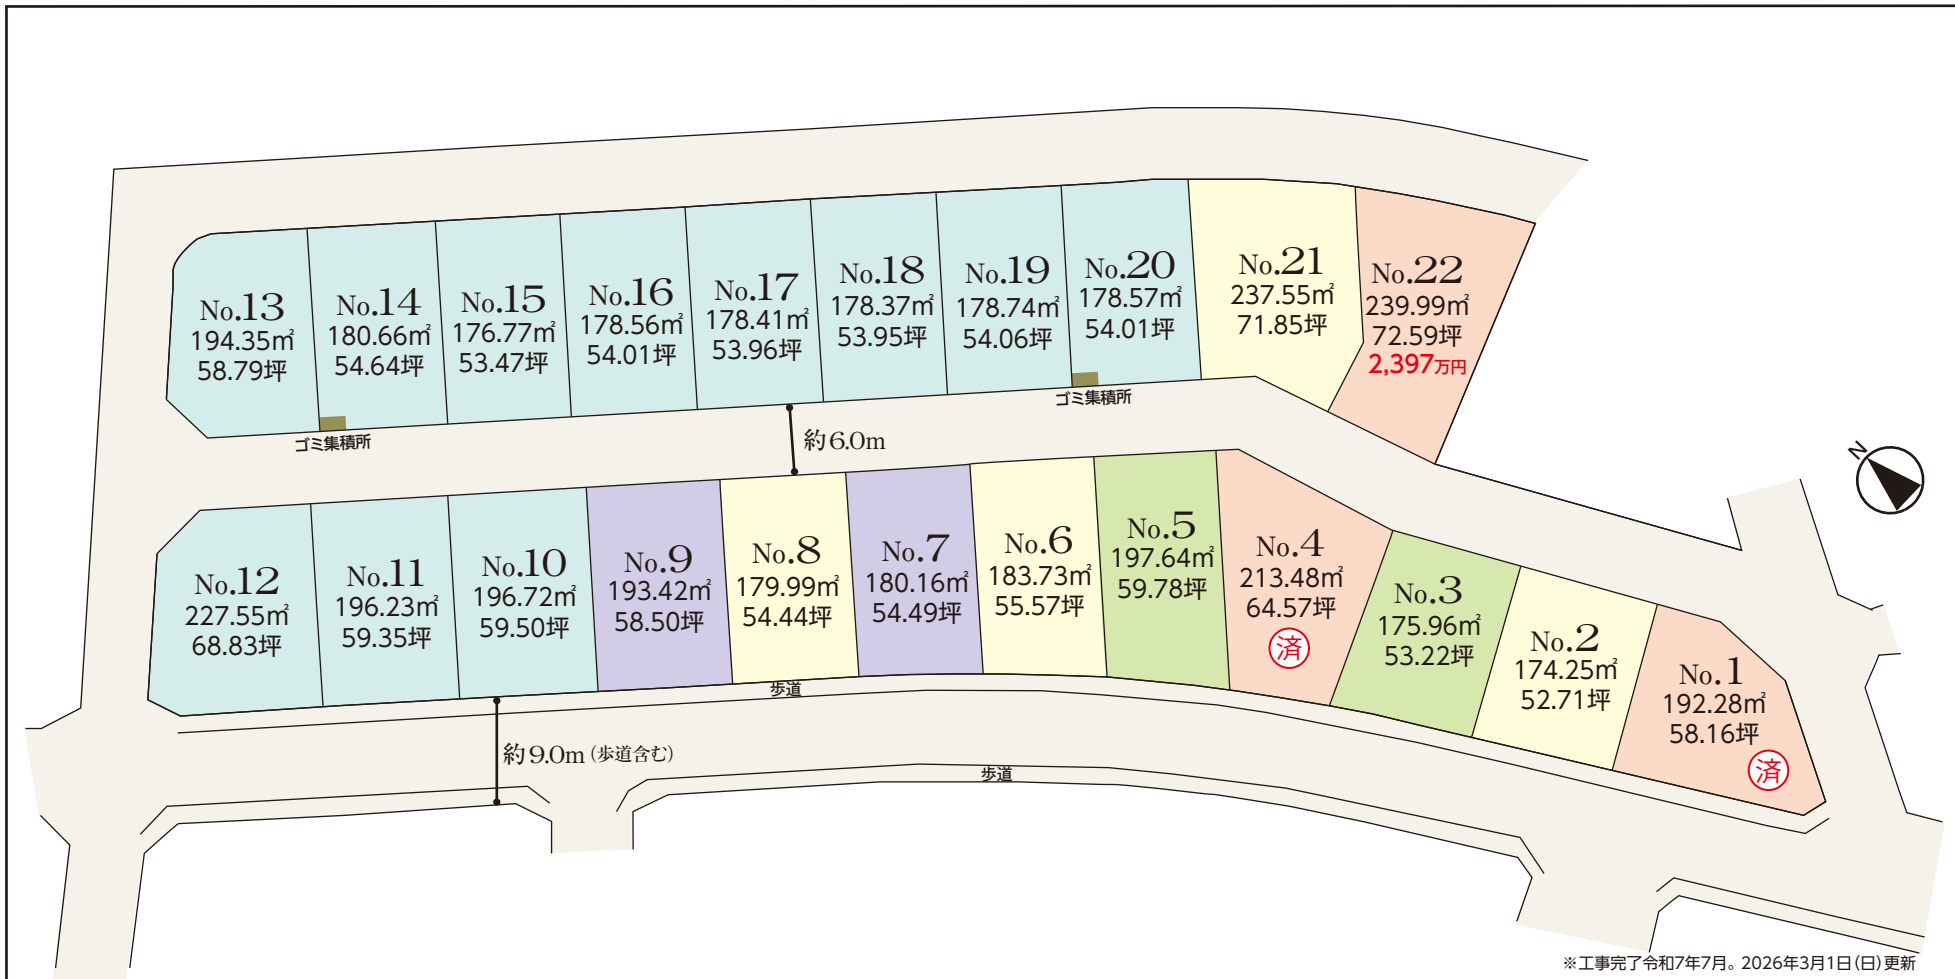 No.13
194.35㎡
58.79坪
No.14
180.66㎡
54.64坪
No.15
176.77㎡
53.47坪
No.16
178.56㎡
54.01坪
No.17
178.41㎡
53.96坪
No.18
178.37㎡
53.95坪
No.19
178.74㎡
54.06坪
No.20
178.57㎡
54.01坪
No.21
237.55㎡
71.85坪
No.22
239.99㎡
72.59坪
2,397万円
ゴミ集積所
ゴミ集積所
約6.0m
N
No.12
227.55㎡
68.83坪
No.11
196.23㎡
59.35坪
No.10
196.72㎡
59.50坪
No.9
193.42㎡
58.50坪
No.8
179.99㎡
54.44坪
No.7
180.16㎡
54.49坪
No.6
183.73㎡
55.57坪
No.5
197.64㎡
59.78坪
No.4
213.48㎡
64.57坪
済
No.3
175.96㎡
53.22坪
No.2
174.25㎡
52.71坪
No.1
192.28㎡
58.16坪
済
歩道
約9.0m(歩道含む)
歩道
※工事完了令和7年7月。2026年3月1日(日)更新